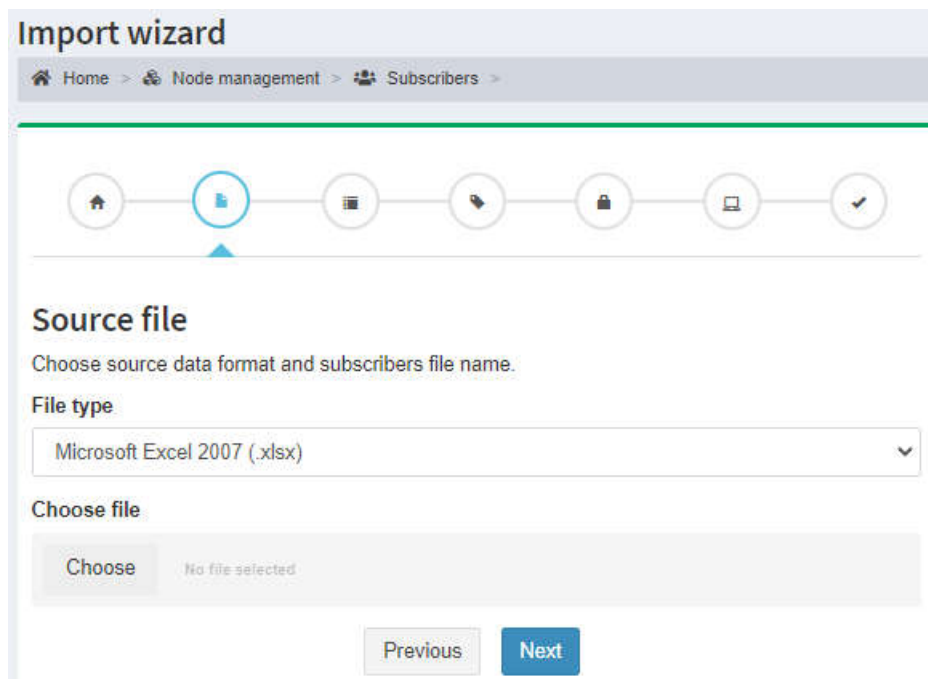 Import wizard
Home > Node management > Subscribers >
Source file
Choose source data format and subscribers file name.
File type
Microsoft Excel 2007 (.xlsx)
Choose file
Choose No file selected
Previous Next